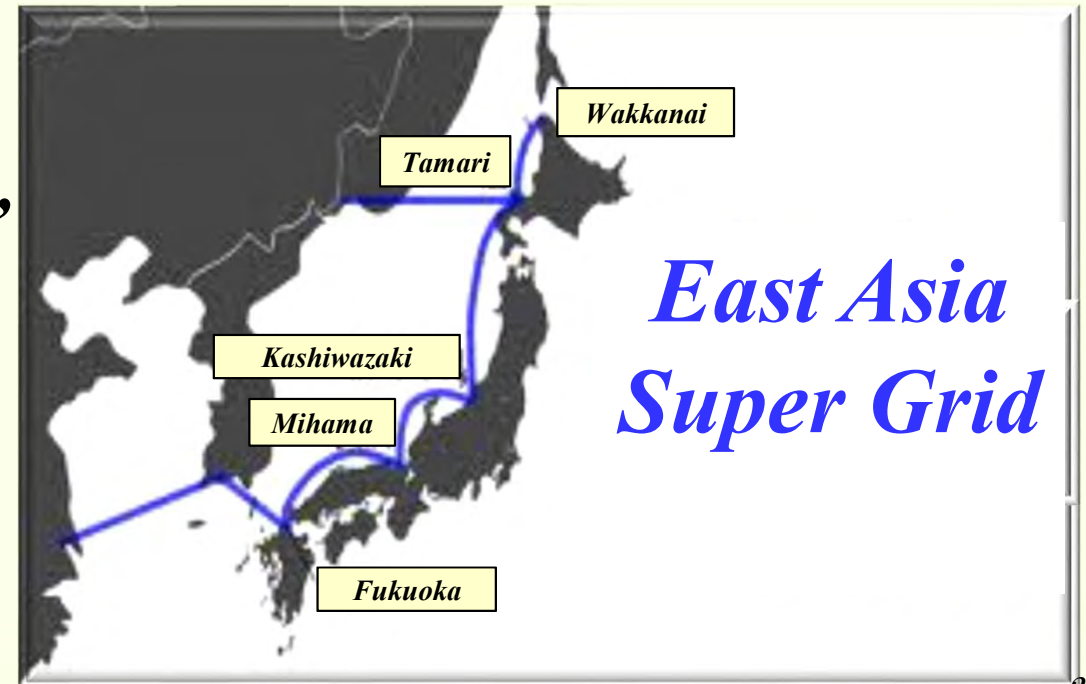 Wakkanai
Tamari
East Asia
Super Grid
Kashiwazaki
Mihama
Fukuoka